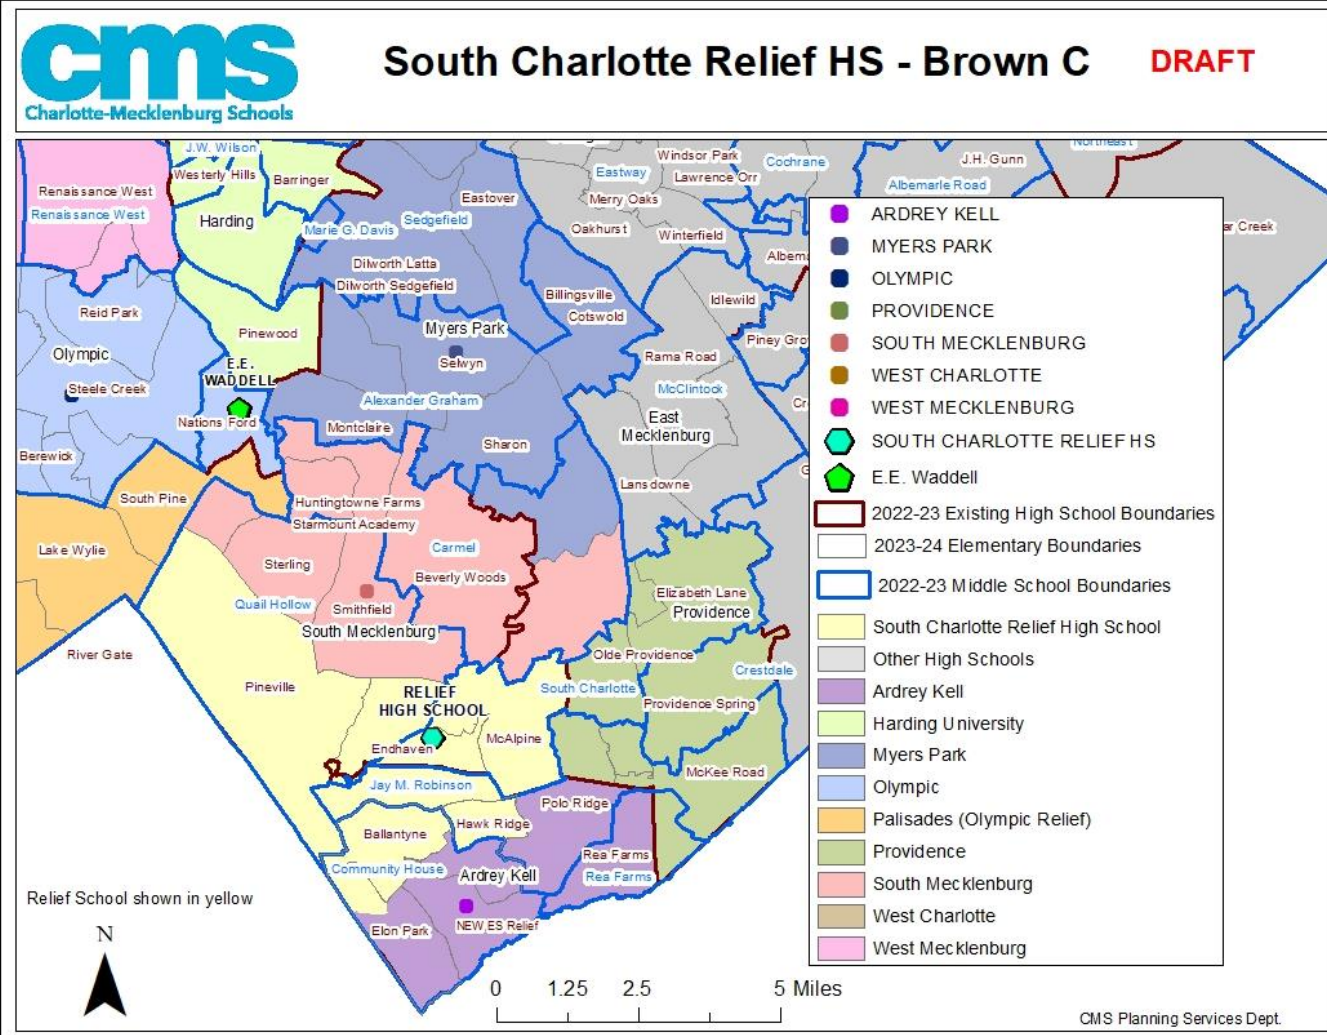 cms
Charlotte-Mecklenburg Schools
South Charlotte Relief HS - Brown C
DRAFT
J.W. Wilson
Westerly Hills
Barringer
Renaissance West
Renaissance West
Harding
Marie G. Davis
Sedgefield
Eastover
Windsor Park
Eastway
Lawrence Orr
Cochrane
J.H. Gunn
Northeast
Albemarle Road
Merry Oaks
Oakhurst
Winterfield
Dilworth Latta
Dilworth Sedgefield
Billingsville
Cotswold
Idlewild
Reid Park
Pinewood
Olympic
Myers Park
Selwyn
Rama Road
McClintock
E.E.
WADDELL
Steele Creek
Nations Ford
Alexander Graham
Montclaire
Sharon
East
Mecklenburg
Berewick
Lansdowne
South Pine
Huntingtowne Farms
Starmount Academy
Lake Wylie
Carmel
Sterling
Beverly Woods
Elizabeth Lane
Quail Hollow
Smithfield
Providence
South Mecklenburg
River Gate
Olde Providence
Crestdale
Pineville
RELIEF
HIGH SCHOOL
South Charlotte
Providence Spring
Endhaven
McAlpine
McKee Road
Jay M. Robinson
Polo Ridge
Ballantyne
Hawk Ridge
Rea Farms
Community House
Ardrey Kell
Rea Farms
Elon Park
NEW ES Relief
ARDREY KELL
MYERS PARK
OLYMPIC
PROVIDENCE
SOUTH MECKLENBURG
WEST CHARLOTTE
WEST MECKLENBURG
SOUTH CHARLOTTE RELIEF HS
E.E. Waddell
2022-23 Existing High School Boundaries
2023-24 Elementary Boundaries
2022-23 Middle School Boundaries
South Charlotte Relief High School
Other High Schools
Ardrey Kell
Harding University
Myers Park
Olympic
Palisades (Olympic Relief)
Providence
South Mecklenburg
West Charlotte
West Mecklenburg
Relief School shown in yellow
N
0 1.25 2.5 5 Miles
CMS Planning Services Dept.